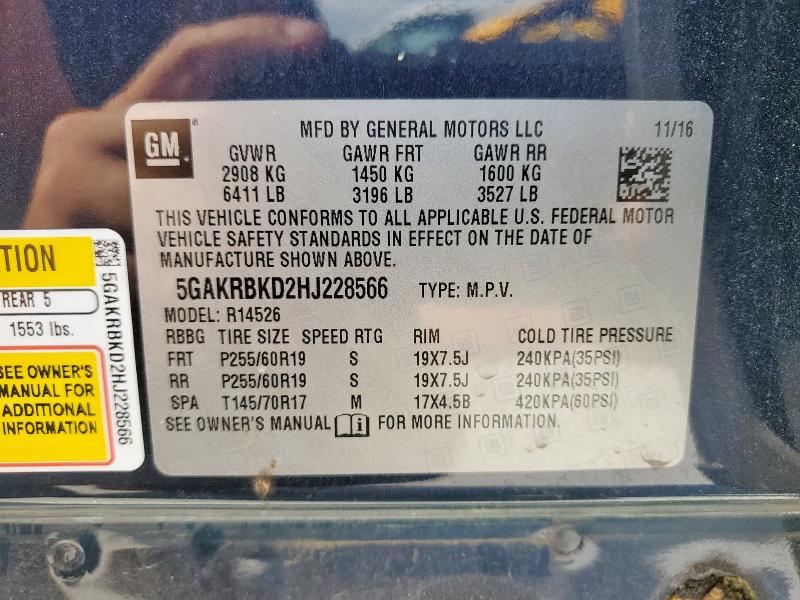 GM
MFD BY GENERAL MOTORS LLC 11/16
GVWR GAWR FRT GAWR RR
2908 KG 1450 KG 1600 KG
6411 LB 3196 LB 3527 LB
THIS VEHICLE CONFORMS TO ALL APPLICABLE U.S. FEDERAL MOTOR
VEHICLE SAFETY STANDARDS IN EFFECT ON THE DATE OF
MANUFACTURE SHOWN ABOVE.
5GAKRBKD2HJ228566 TYPE: M.P.V.
MODEL: R14526
RBBG TIRE SIZE SPEED RTG RIM COLD TIRE PRESSURE
FRT P255/60R19 S 19X7.5J 240KPA(35PSI)
RR P255/60R19 S 19X7.5J 240KPA(35PSI)
SPA T145/70R17 M 17X4.5B 420KPA(60PSI)
SEE OWNER'S MANUAL FOR MORE INFORMATION.
TION
REAR 5
1553 lbs.
SEE OWNER'S
MANUAL FOR
ADDITIONAL
INFORMATION
5GAKRBKD2HJ228566